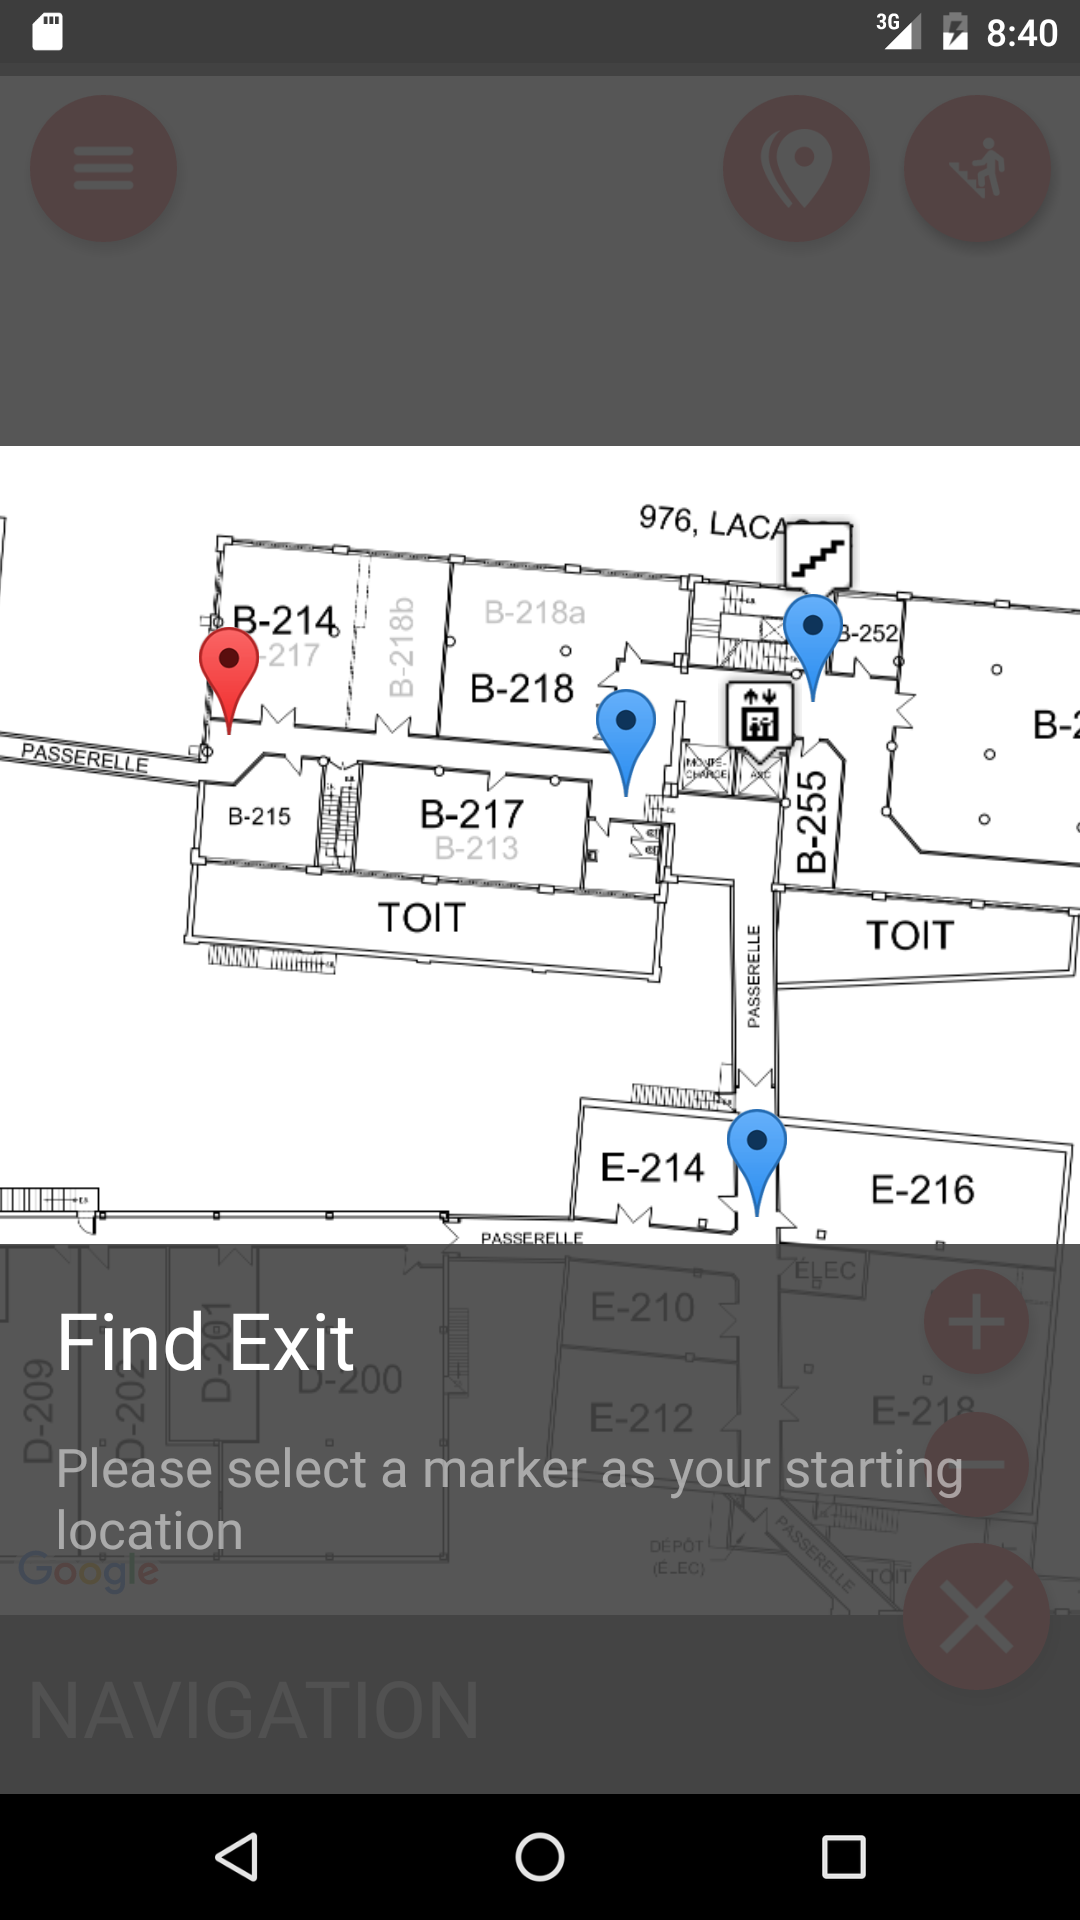 3G 8:40
976, LACA
B-214
-217
B-218b
B-218a
B-218
B-252
B-2
PASSERELLE
B-215
B-217
B-213
MONTE-
CHARGE
ASC
B-255
TOIT
TOIT
PASSERELLE
E-214
E-216
PASSERELLE
ÉLEC
E-210
D-201
D-209
D-202
D-200
Find Exit
E-212
E-218
Please select a marker as your starting
location
DÉPÔT
(ÉLEC)
PASSERELLE
TOIT
Google
NAVIGATION